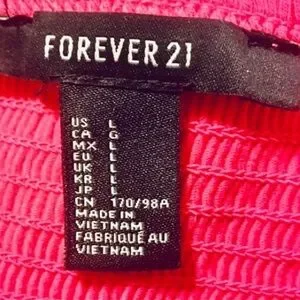 FOREVER 21
US L
CA G
MX L
EU L
UK L
KR L
JP L
CN 170/98A
MADE IN
VIETNAM
FABRIQUÉ AU
VIETNAM